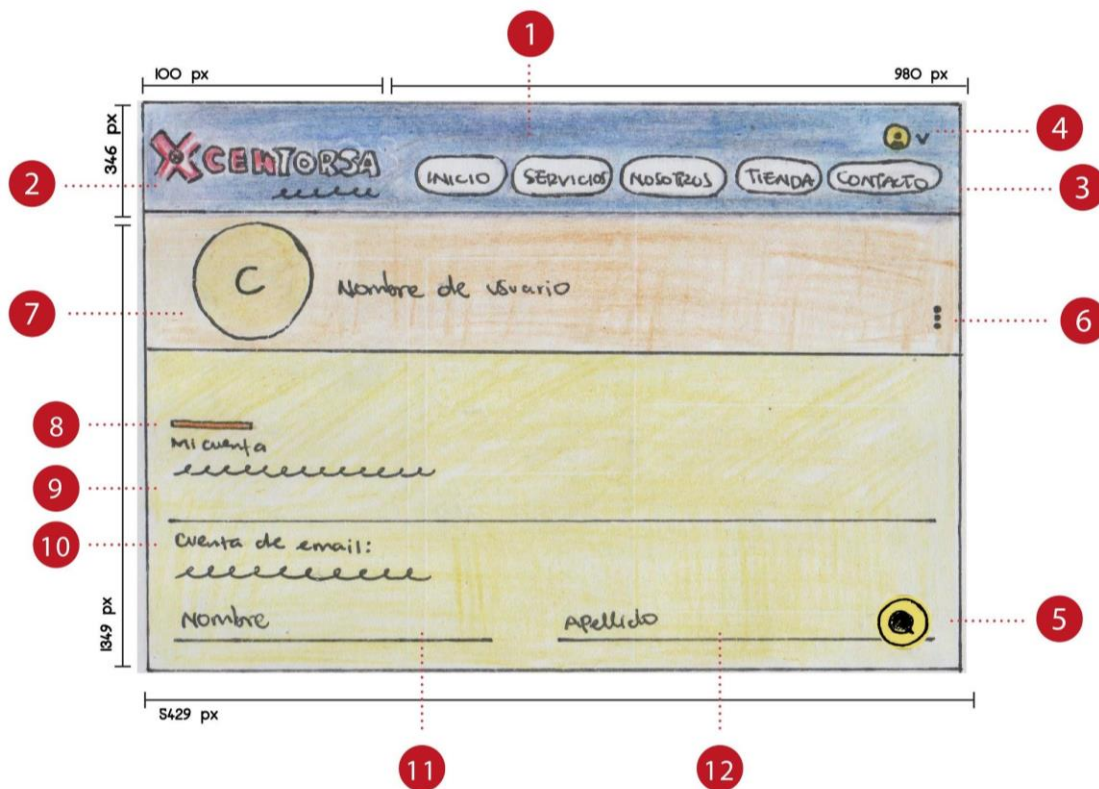 1
100 px
980 px
346 px
4
XCENTORSA
2
INICIO
SERVICIOS
NOSOTROS
TIENDA
CONTACTO
3
C
Nombre de usuario
7
6
8
Mi cuenta
9
10
Cuenta de email:
Nombre
Apellido
5
1349 px
5429 px
11
12